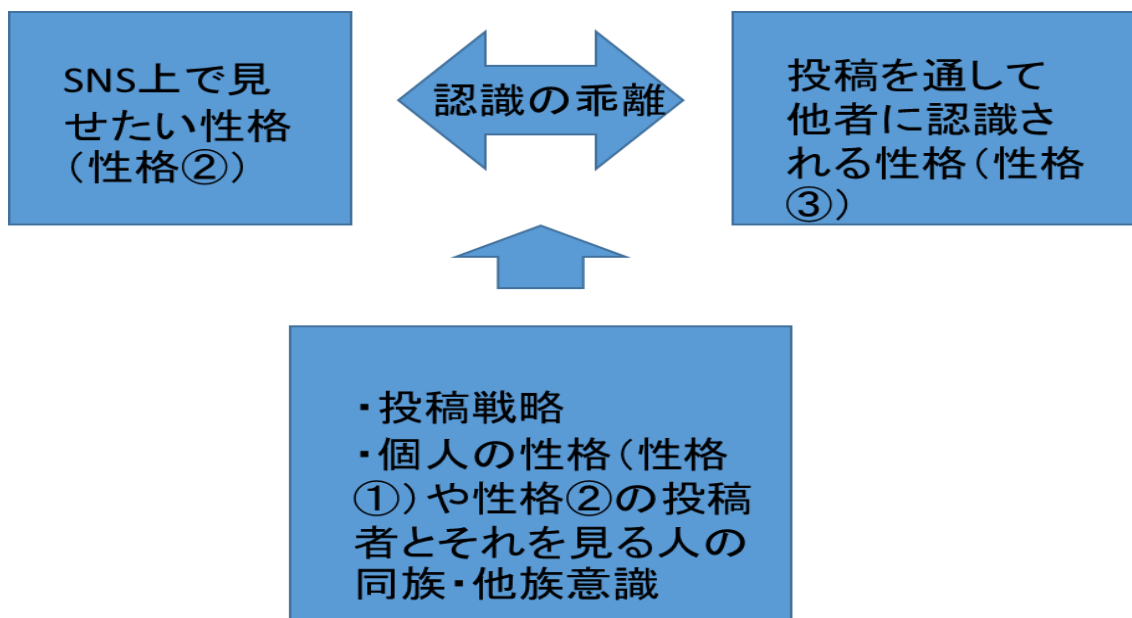 SNS上で見
せたい性格
（性格②）
認識の乖離
投稿を通して
他者に認識さ
れる性格（性格
③）
・投稿戦略
・個人の性格（性格
①）や性格②の投稿
者とそれを見る人の
同族・他族意識